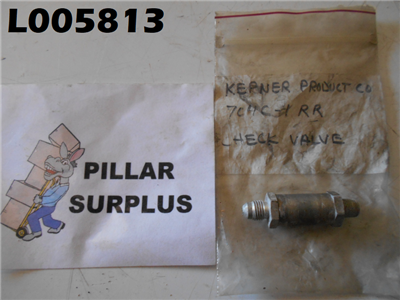 L005813
KEPNER PRODUCT CO
CHECK VALVE
PILLAR
SURPLUS